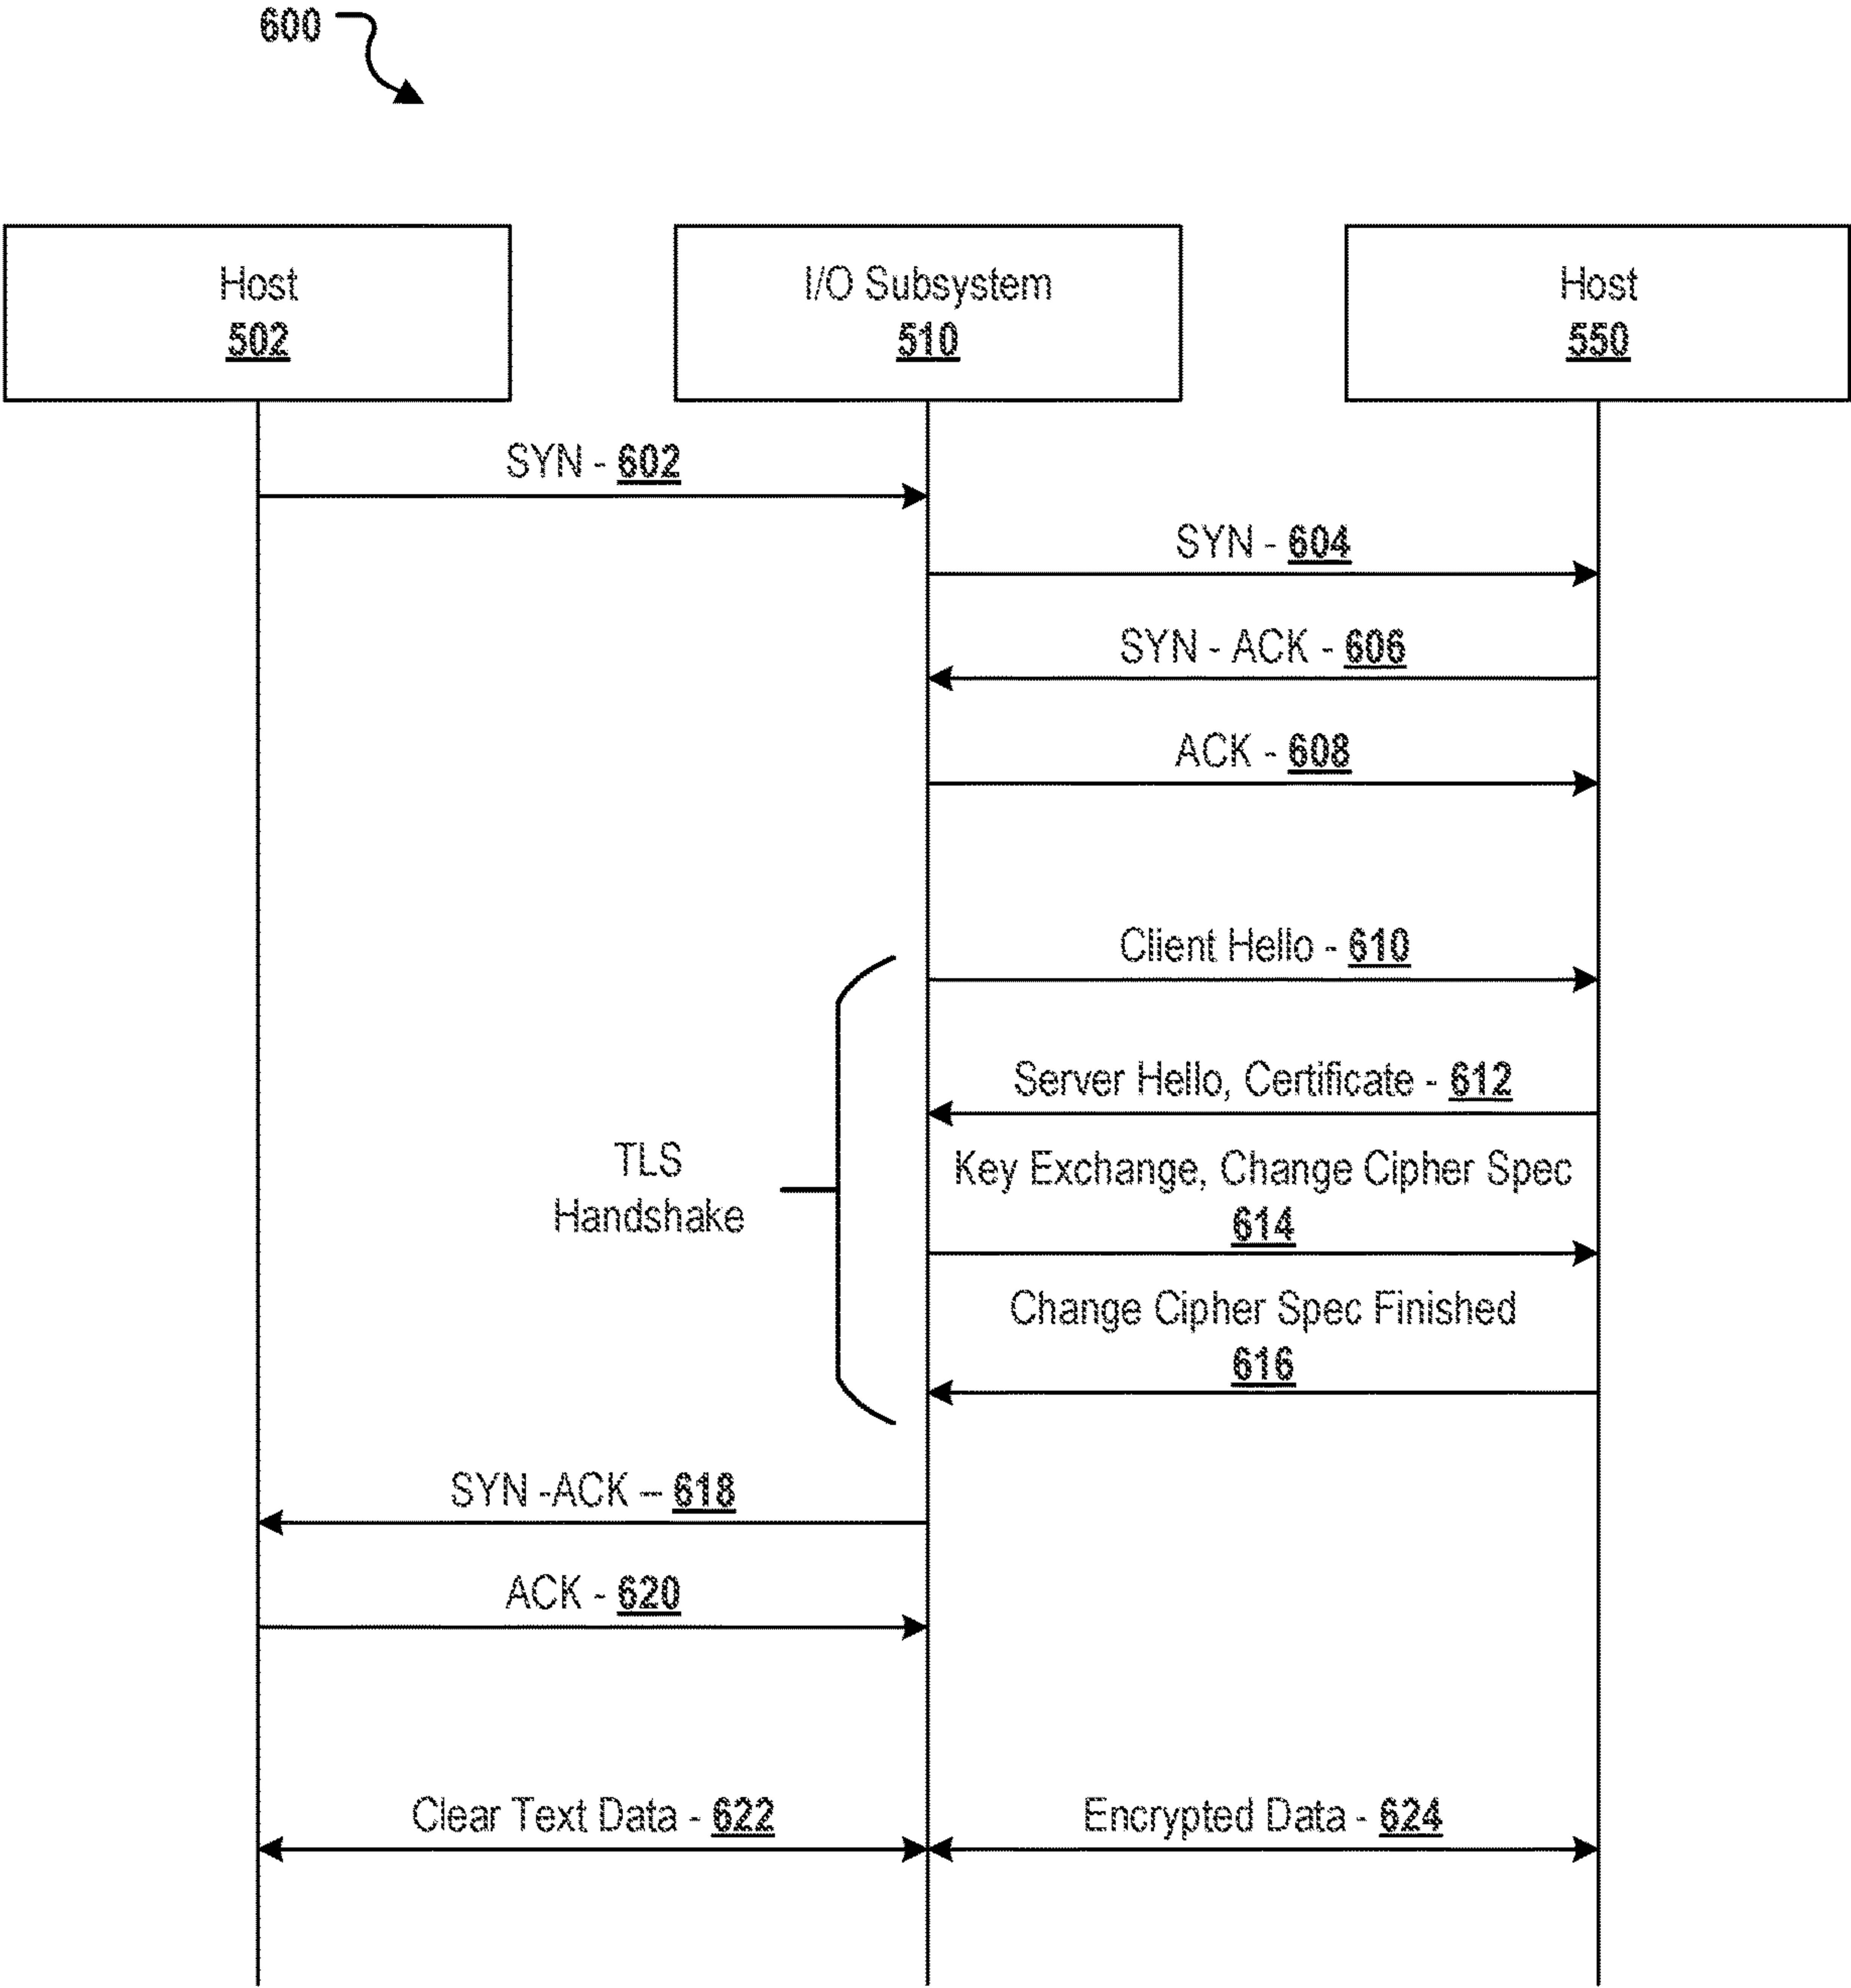 600
Host
502
I/O Subsystem
510
Host
550
SYN - 602
SYN - 604
SYN - ACK - 606
ACK - 608
Client Hello - 610
Server Hello, Certificate - 612
TLS
Handshake
Key Exchange, Change Cipher Spec
614
Change Cipher Spec Finished
616
SYN -ACK – 618
ACK - 620
Clear Text Data - 622
Encrypted Data - 624